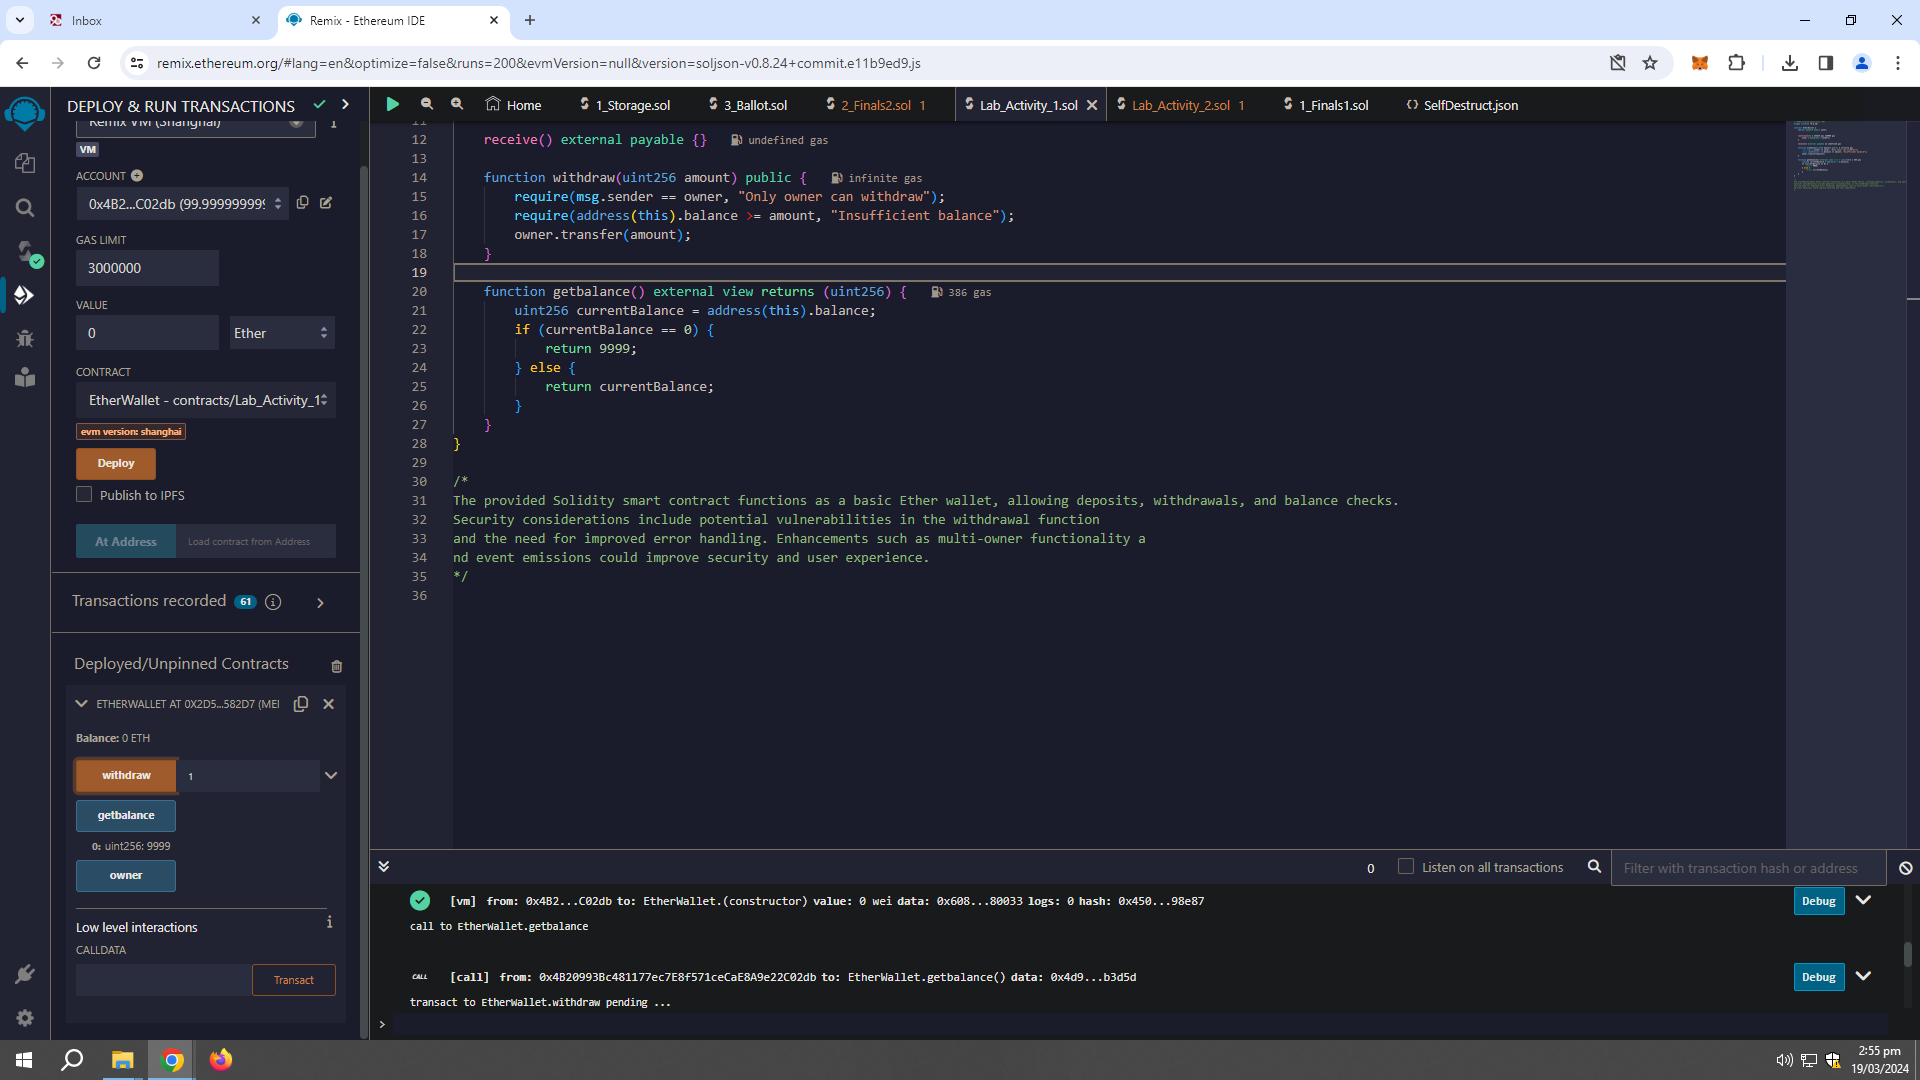 Inbox
Remix - Ethereum IDE
remix.ethereum.org/#lang=en&optimize=false&runs=200&evmVersion=null&version=soljson-v0.8.24+commit.e11b9ed9.js
DEPLOY & RUN TRANSACTIONS
Remix VM (Shanghai)
VM
ACCOUNT
0x4B2...C02db (99.9999999999
GAS LIMIT
3000000
VALUE
0
Ether
CONTRACT
EtherWallet - contracts/Lab_Activity_1
evm version: shanghai
Deploy
Publish to IPFS
At Address
Load contract from Address
Transactions recorded 61
Deployed/Unpinned Contracts
ETHERWALLET AT 0X2D5...582D7 (MEI
Balance: 0 ETH
withdraw
1
getbalance
0: uint256: 9999
owner
Low level interactions
CALLDATA
Transact
Home
1_Storage.sol
3_Ballot.sol
2_Finals2.sol 1
Lab_Activity_1.sol
Lab_Activity_2.sol 1
1_Finals1.sol
SelfDestruct.json
11
12 receive() external payable {} undefined gas
13
14 function withdraw(uint256 amount) public { infinite gas
15 require(msg.sender == owner, "Only owner can withdraw");
16 require(address(this).balance >= amount, "Insufficient balance");
17 owner.transfer(amount);
18 }
19
20 function getbalance() external view returns (uint256) { 386 gas
21 uint256 currentBalance = address(this).balance;
22 if (currentBalance == 0) {
23 return 9999;
24 } else {
25 return currentBalance;
26 }
27 }
28 }
29
30 /*
31 The provided Solidity smart contract functions as a basic Ether wallet, allowing deposits, withdrawals, and balance checks.
32 Security considerations include potential vulnerabilities in the withdrawal function
33 and the need for improved error handling. Enhancements such as multi-owner functionality a
34 nd event emissions could improve security and user experience.
35 */
36
0
Listen on all transactions
Filter with transaction hash or address
[vm] from: 0x4B2...C02db to: EtherWallet.(constructor) value: 0 wei data: 0x608...80033 logs: 0 hash: 0x450...98e87
Debug
call to EtherWallet.getbalance
CALL [call] from: 0x4B20993Bc481177ec7E8f571ceCaE8A9e22C02db to: EtherWallet.getbalance() data: 0x4d9...b3d5d
Debug
transact to EtherWallet.withdraw pending ...
>
2:55 pm
19/03/2024